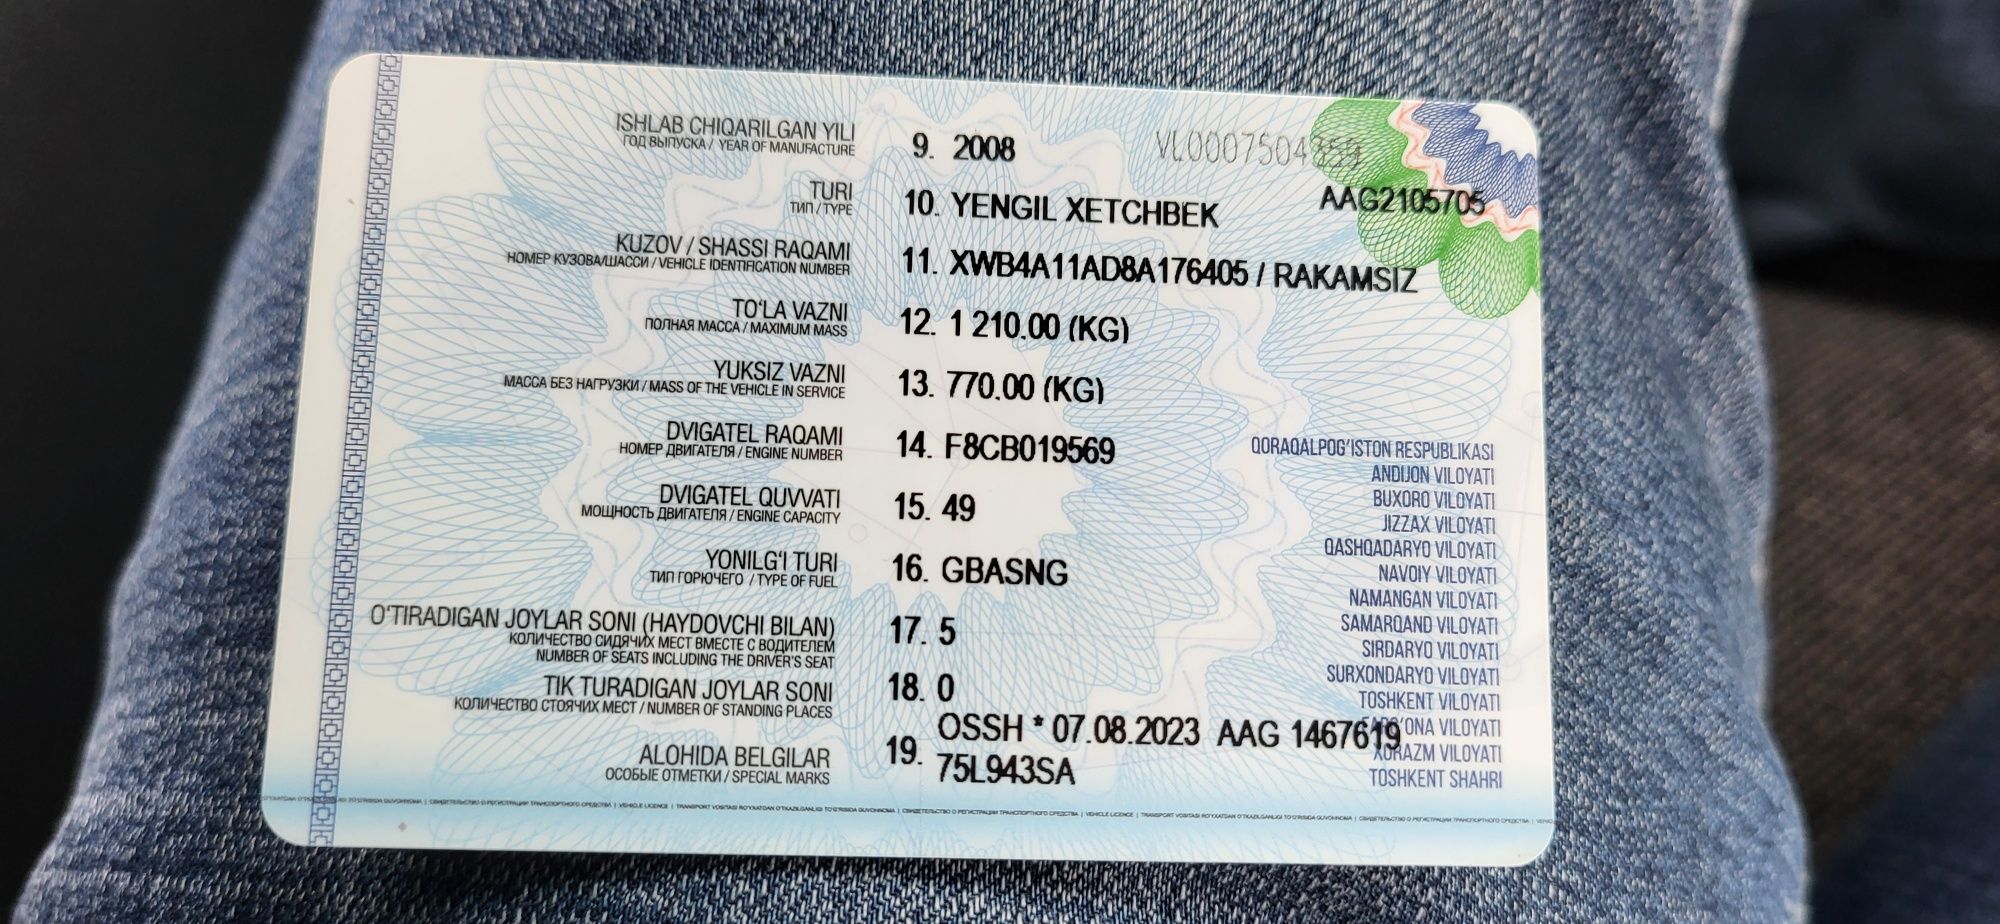 ISHLAB CHIQARILGAN YILI
ГОД ВЫПУСКА / YEAR OF MANUFACTURE
9. 2008
VL0007504359
TURI
ТИП / TYPE
10. YENGIL XETCHBEK
AAG2105705
KUZOV / SHASSI RAQAMI
НОМЕР КУЗОВА/ШАССИ / VEHICLE IDENTIFICATION NUMBER
11. XWB4A11AD8A176405 / RAKAMSIZ
TO'LA VAZNI
ПОЛНАЯ МАССА / MAXIMUM MASS
12. 1 210.00 (KG)
YUKSIZ VAZNI
МАССА БЕЗ НАГРУЗКИ / MASS OF THE VEHICLE IN SERVICE
13. 770.00 (KG)
DVIGATEL RAQAMI
НОМЕР ДВИГАТЕЛЯ / ENGINE NUMBER
14. F8CB019569
DVIGATEL QUVVATI
МОЩНОСТЬ ДВИГАТЕЛЯ / ENGINE CAPACITY
15. 49
YONILG'I TURI
ТИП ГОРЮЧЕГО / TYPE OF FUEL
16. GBASNG
O'TIRADIGAN JOYLAR SONI (HAYDOVCHI BILAN)
КОЛИЧЕСТВО СИДЯЧИХ МЕСТ ВМЕСТЕ С ВОДИТЕЛЕМ
NUMBER OF SEATS INCLUDING THE DRIVER'S SEAT
17. 5
TIK TURADIGAN JOYLAR SONI
КОЛИЧЕСТВО СТОЯЧИХ МЕСТ / NUMBER OF STANDING PLACES
18. 0
ALOHIDA BELGILAR
ОСОБЫЕ ОТМЕТКИ / SPECIAL MARKS
19. OSSH * 07.08.2023 AAG 1467619
75L943SA
QORAQALPOG'ISTON RESPUBLIKASI
ANDIJON VILOYATI
BUXORO VILOYATI
JIZZAX VILOYATI
QASHQADARYO VILOYATI
NAVOIY VILOYATI
NAMANGAN VILOYATI
SAMARQAND VILOYATI
SIRDARYO VILOYATI
SURXONDARYO VILOYATI
TOSHKENT VILOYATI
FARG'ONA VILOYATI
XORAZM VILOYATI
TOSHKENT SHAHRI